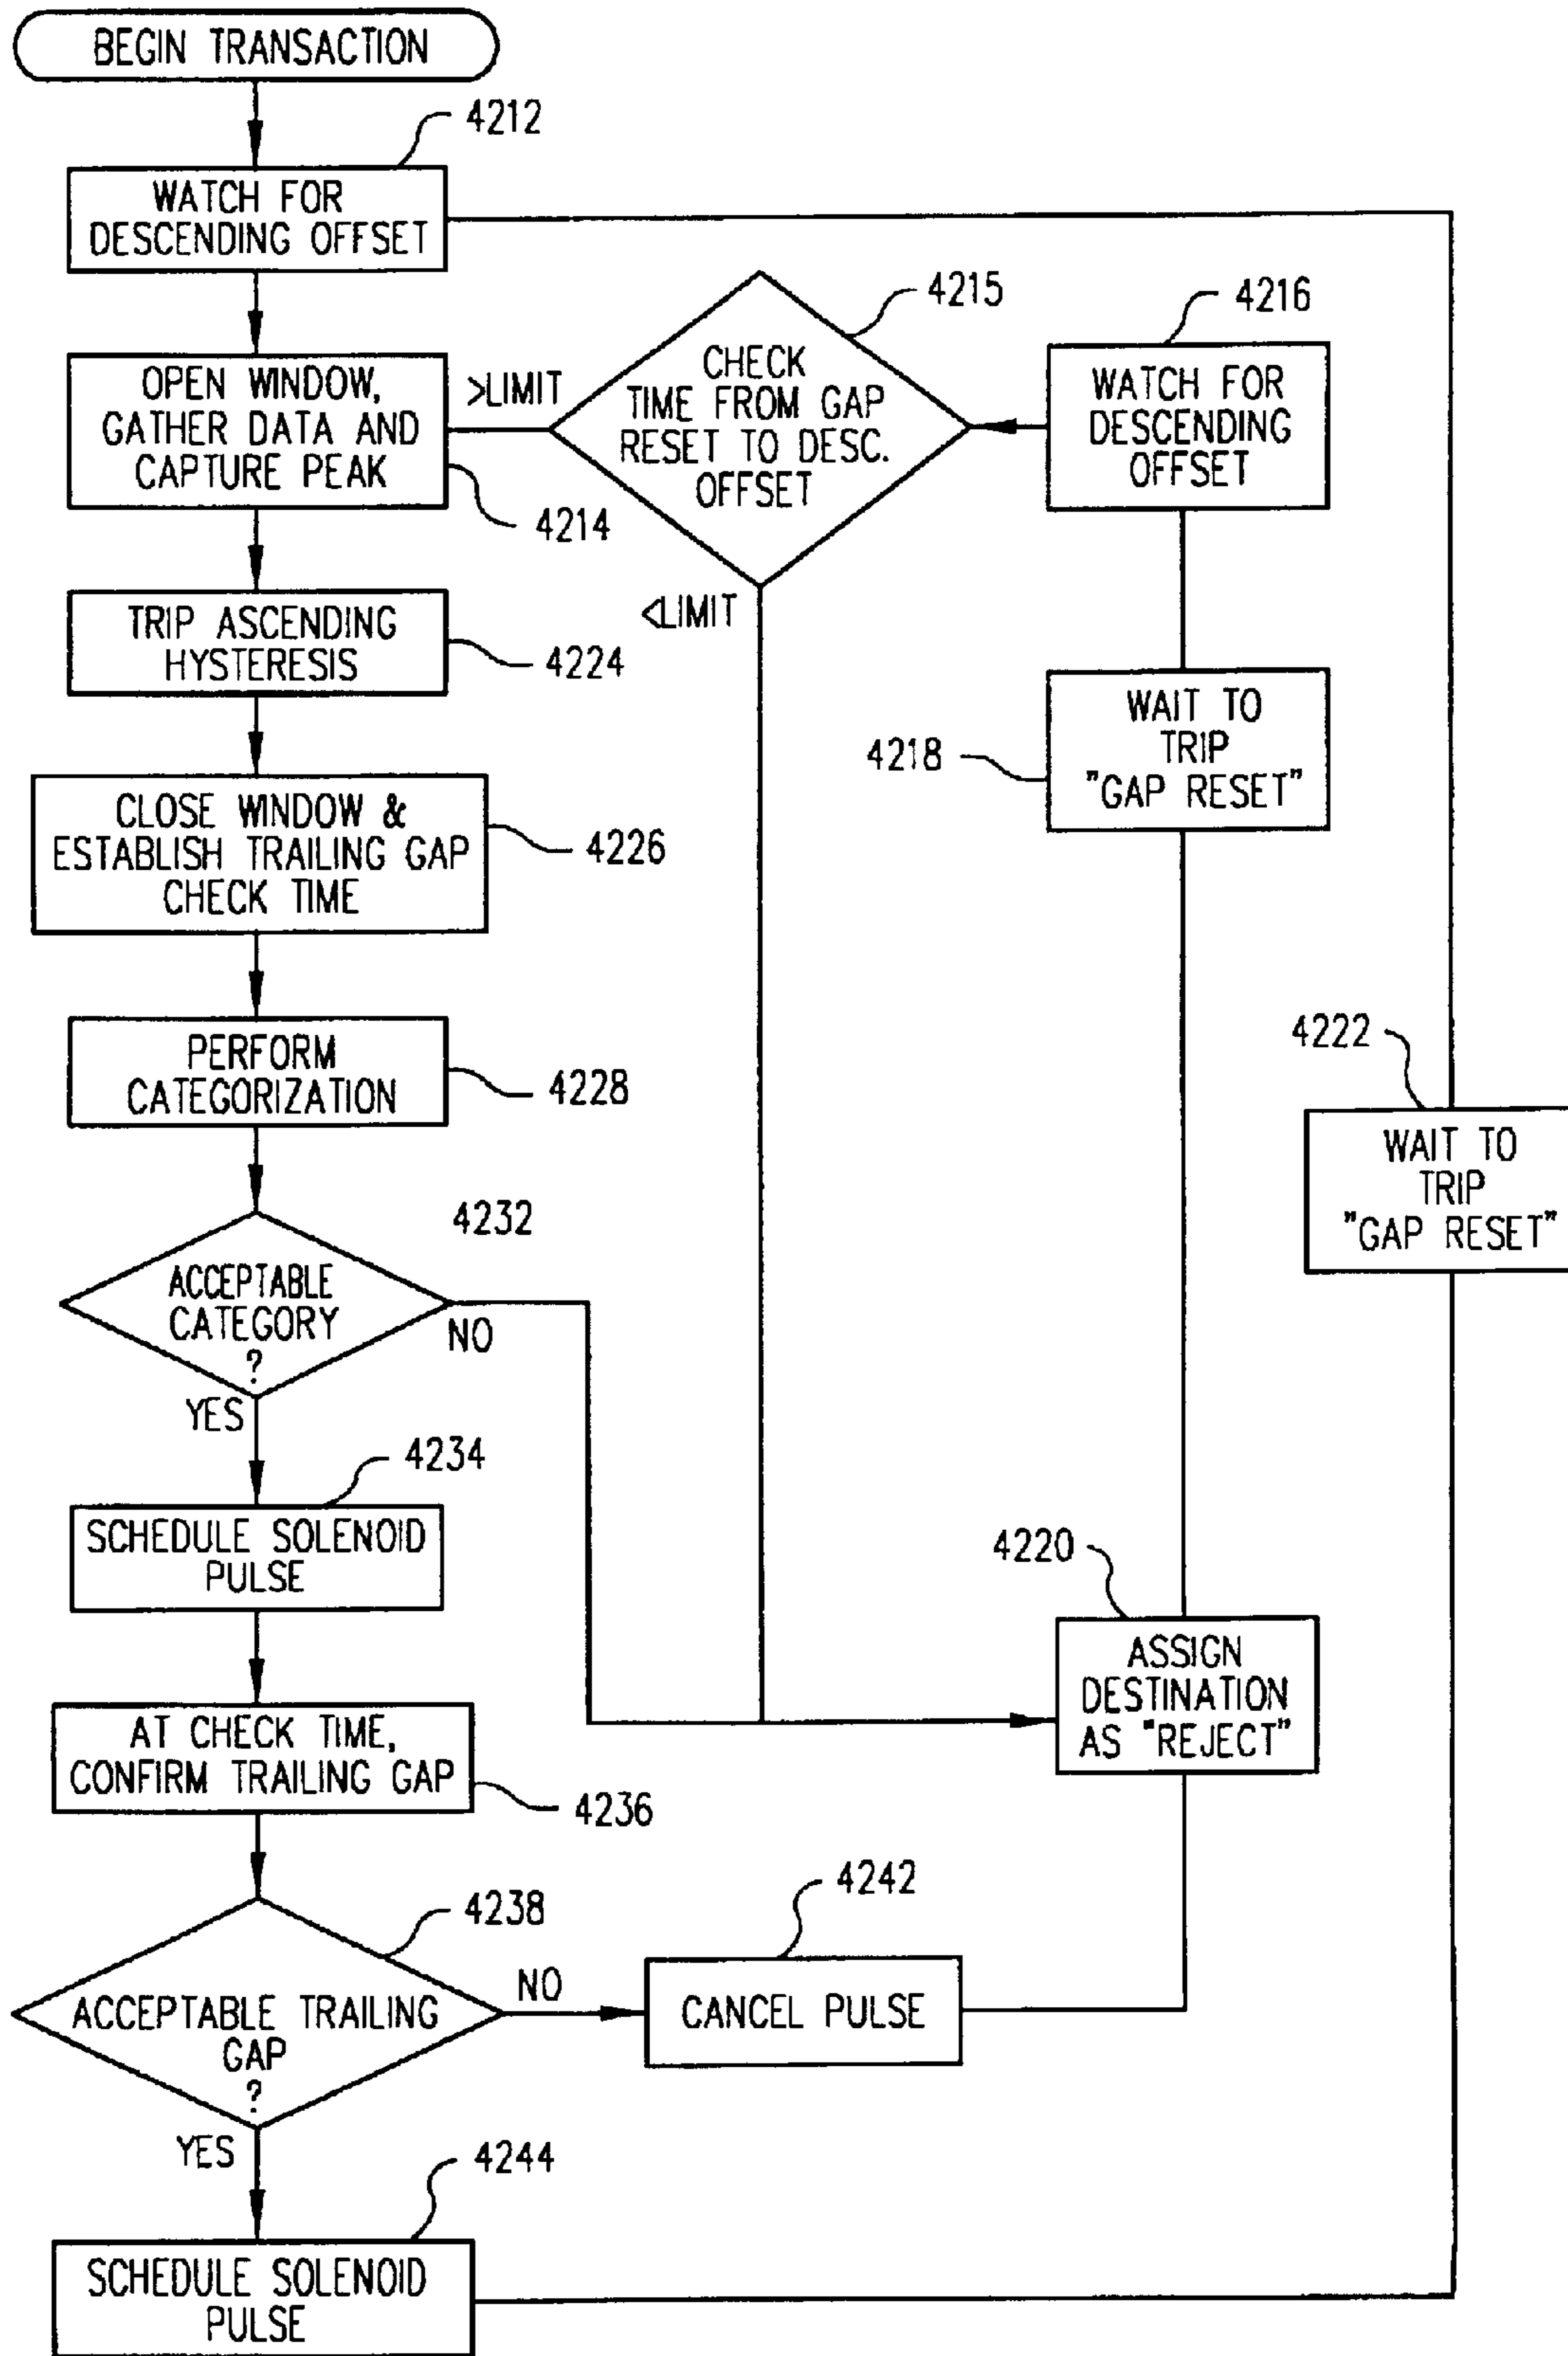 BEGIN TRANSACTION
4212
WATCH FOR
DESCENDING OFFSET
4215
4216
OPEN WINDOW,
GATHER DATA AND
CAPTURE PEAK
>LIMIT
CHECK
TIME FROM GAP
RESET TO DESC.
OFFSET
WATCH FOR
DESCENDING
OFFSET
4214
<LIMIT
TRIP ASCENDING
HYSTERESIS
4224
WAIT TO
TRIP
"GAP RESET"
4218
CLOSE WINDOW &
ESTABLISH TRAILING GAP
CHECK TIME
4226
PERFORM
CATEGORIZATION
4228
4222
WAIT TO
TRIP
"GAP RESET"
4232
ACCEPTABLE
CATEGORY
?
NO
YES
4234
SCHEDULE SOLENOID
PULSE
4220
ASSIGN
DESTINATION
AS "REJECT"
AT CHECK TIME,
CONFIRM TRAILING GAP
4236
4238
4242
ACCEPTABLE TRAILING
GAP
?
NO
CANCEL PULSE
YES
4244
SCHEDULE SOLENOID
PULSE